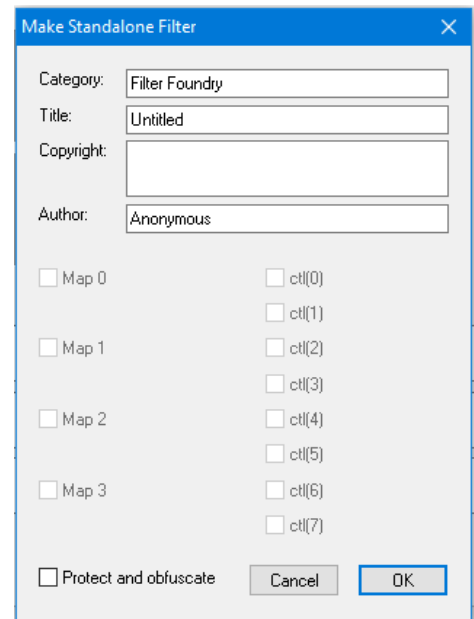 Make Standalone Filter
Category: Filter Foundry
Title: Untitled
Copyright:
Author: Anonymous
Map 0 ctl(0)
ctl(1)
Map 1 ctl(2)
ctl(3)
Map 2 ctl(4)
ctl(5)
Map 3 ctl(6)
ctl(7)
Protect and obfuscate Cancel OK